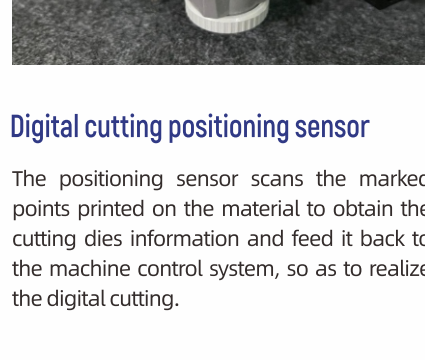 Digital cutting positioning sensor
The positioning sensor scans the marked
points printed on the material to obtain the
cutting dies information and feed it back to
the machine control system, so as to realize
the digital cutting.